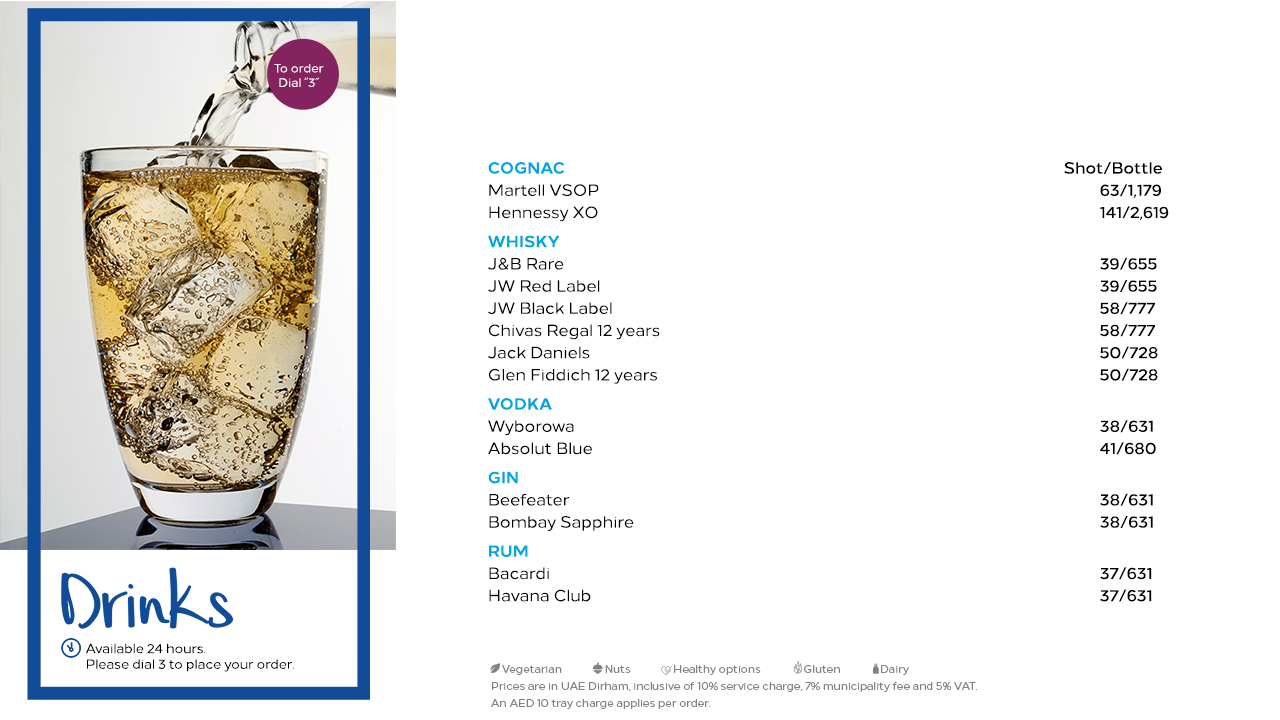 To order
Dial "3"
COGNAC Shot/Bottle
Martell VSOP 63/1,179
Hennessy XO 141/2,619
WHISKY
J&B Rare 39/655
JW Red Label 39/655
JW Black Label 58/777
Chivas Regal 12 years 58/777
Jack Daniels 50/728
Glen Fiddich 12 years 50/728
VODKA
Wyborowa 38/631
Absolut Blue 41/680
GIN
Beefeater 38/631
Bombay Sapphire 38/631
RUM
Bacardi 37/631
Havana Club 37/631
Drinks
Available 24 hours.
Please dial 3 to place your order.
Vegetarian Nuts Healthy options Gluten Dairy
Prices are in UAE Dirham, inclusive of 10% service charge, 7% municipality fee and 5% VAT.
An AED 10 tray charge applies per order.